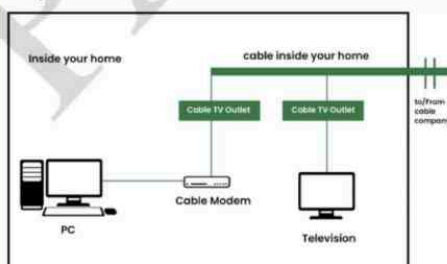 Inside your home
cable inside your home
Cable TV Outlet
Cable TV Outlet
to/From
cable
company
Cable Modem
PC
Television